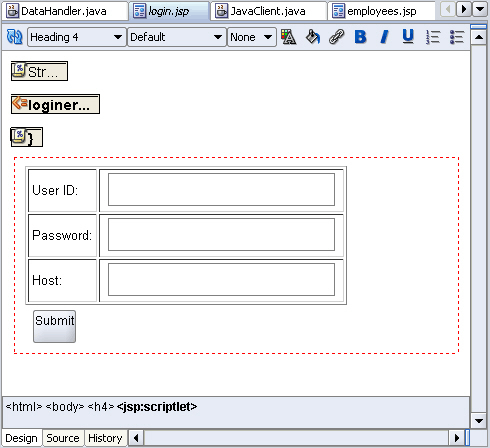 DataHandler.java login.jsp JavaClient.java employees.jsp
Heading 4 Default None A B I U
Str...
loginer...
}
User ID:
Password:
Host:
Submit
<html> <body> <h4> <jsp:scriptlet>
Design Source History